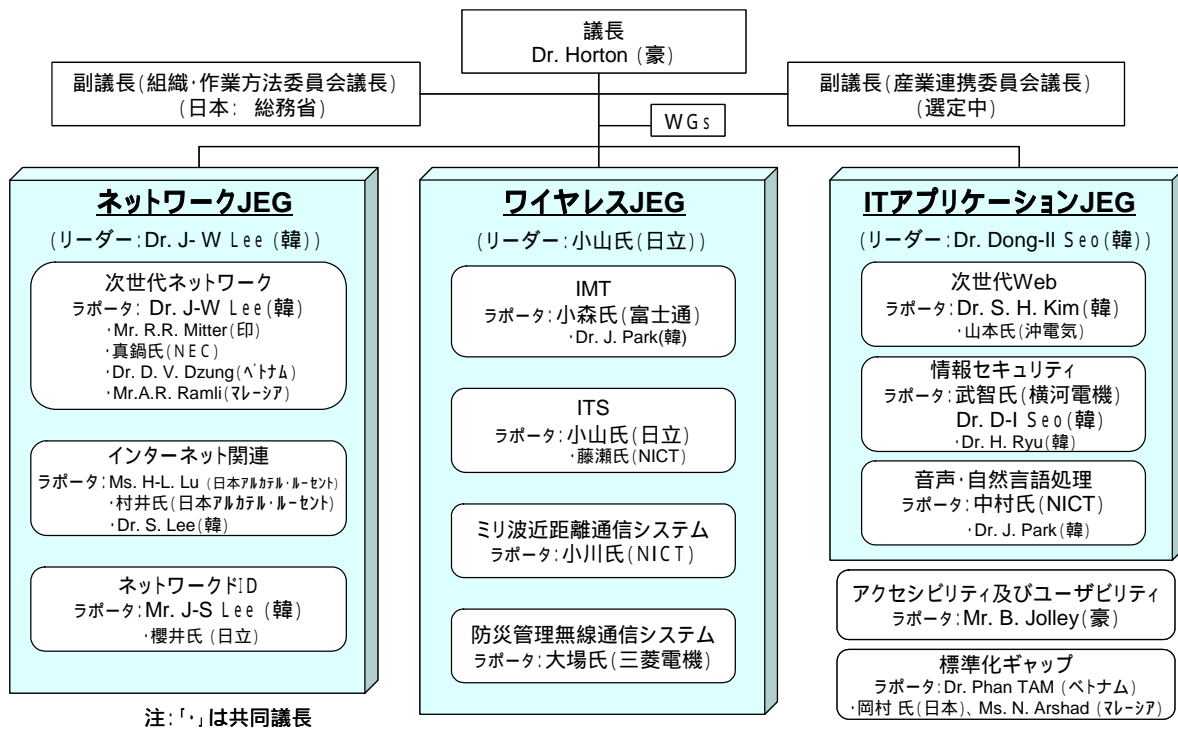 議長
Dr. Horton (豪)
副議長(組織・作業方法委員会議長)
(日本: 総務省)
副議長(産業連携委員会議長)
(選定中)
WGs
ネットワークJEG
(リーダー:Dr. J- W Lee (韓))
次世代ネットワーク
ラポータ: Dr. J-W Lee(韓)
・Mr. R.R. Mitter(印)
・真鍋氏(NEC)
・Dr. D. V. Dzung(ベトナム)
・Mr.A.R. Ramli(マレーシア)
インターネット関連
ラポータ:Ms. H-L. Lu (日本アルカテル・ルーセント)
・村井氏(日本アルカテル・ルーセント)
・Dr. S. Lee(韓)
ネットワークドID
ラポータ: Mr. J-S Lee (韓)
・櫻井氏 (日立)
注:「・」は共同議長
ワイヤレスJEG
(リーダー:小山氏(日立))
IMT
ラポータ:小森氏(富士通)
・Dr. J. Park(韓)
ITS
ラポータ:小山氏(日立)
・藤瀬氏(NICT)
ミリ波近距離通信システム
ラポータ:小川氏(NICT)
防災管理無線通信システム
ラポータ:大場氏(三菱電機)
ITアプリケーションJEG
(リーダー:Dr. Dong-Il Seo(韓))
次世代Web
ラポータ:Dr. S. H. Kim(韓)
・山本氏(沖電気)
情報セキュリティ
ラポータ:武智氏(横河電機)
Dr. D-I Seo(韓)
・Dr. H. Ryu(韓)
音声・自然言語処理
ラポータ:中村氏(NICT)
・Dr. J. Park(韓)
アクセシビリティ及びユーザビリティ
ラポータ:Mr. B. Jolley(豪)
標準化ギャップ
ラポータ:Dr. Phan TAM (ベトナム)
・岡村 氏(日本)、Ms. N. Arshad (マレーシア)